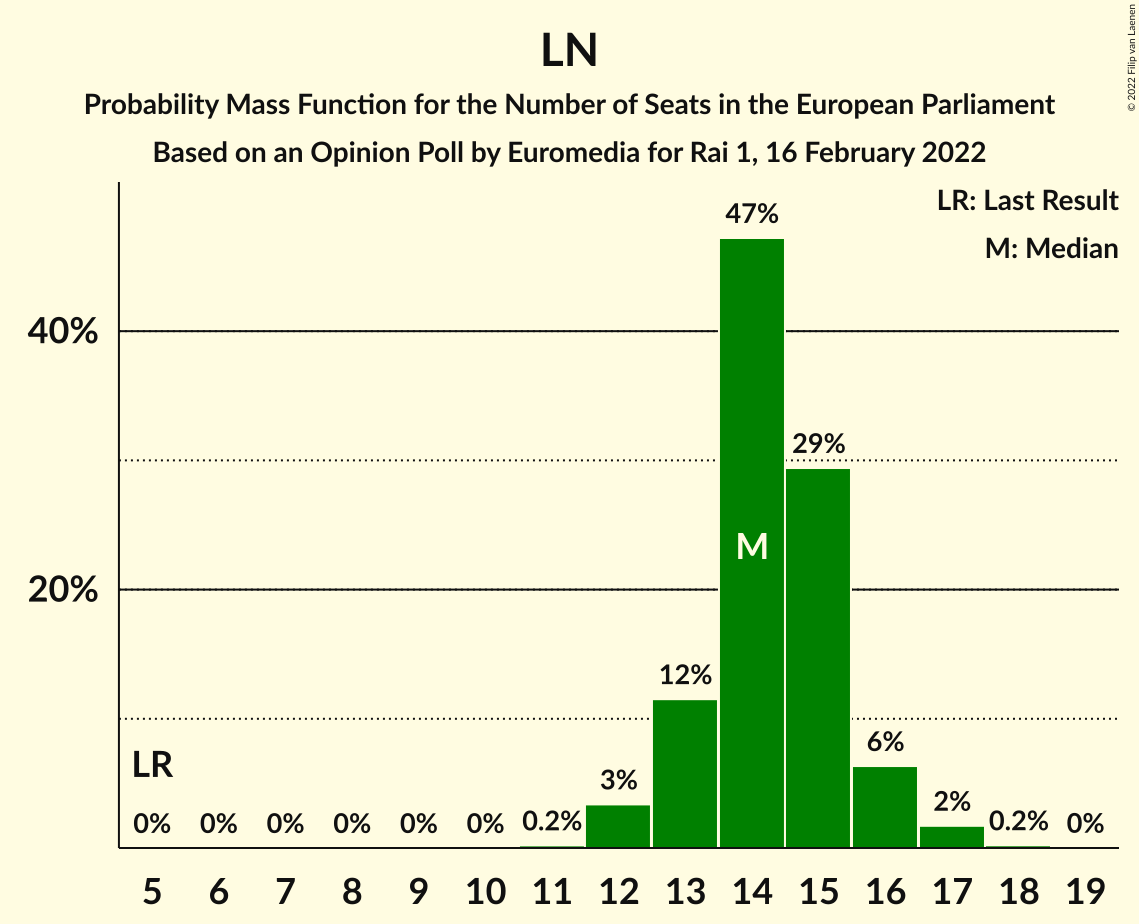 LN
Probability Mass Function for the Number of Seats in the European Parliament
Based on an Opinion Poll by Euromedia for Rai 1, 16 February 2022
© 2022 Filip van Laenen
LR: Last Result
M: Median
47%
40%
29%
M
20%
12%
6%
LR
3%
2%
0% 0% 0% 0% 0% 0% 0.2% 0.2% 0%
5 6 7 8 9 10 11 12 13 14 15 16 17 18 19